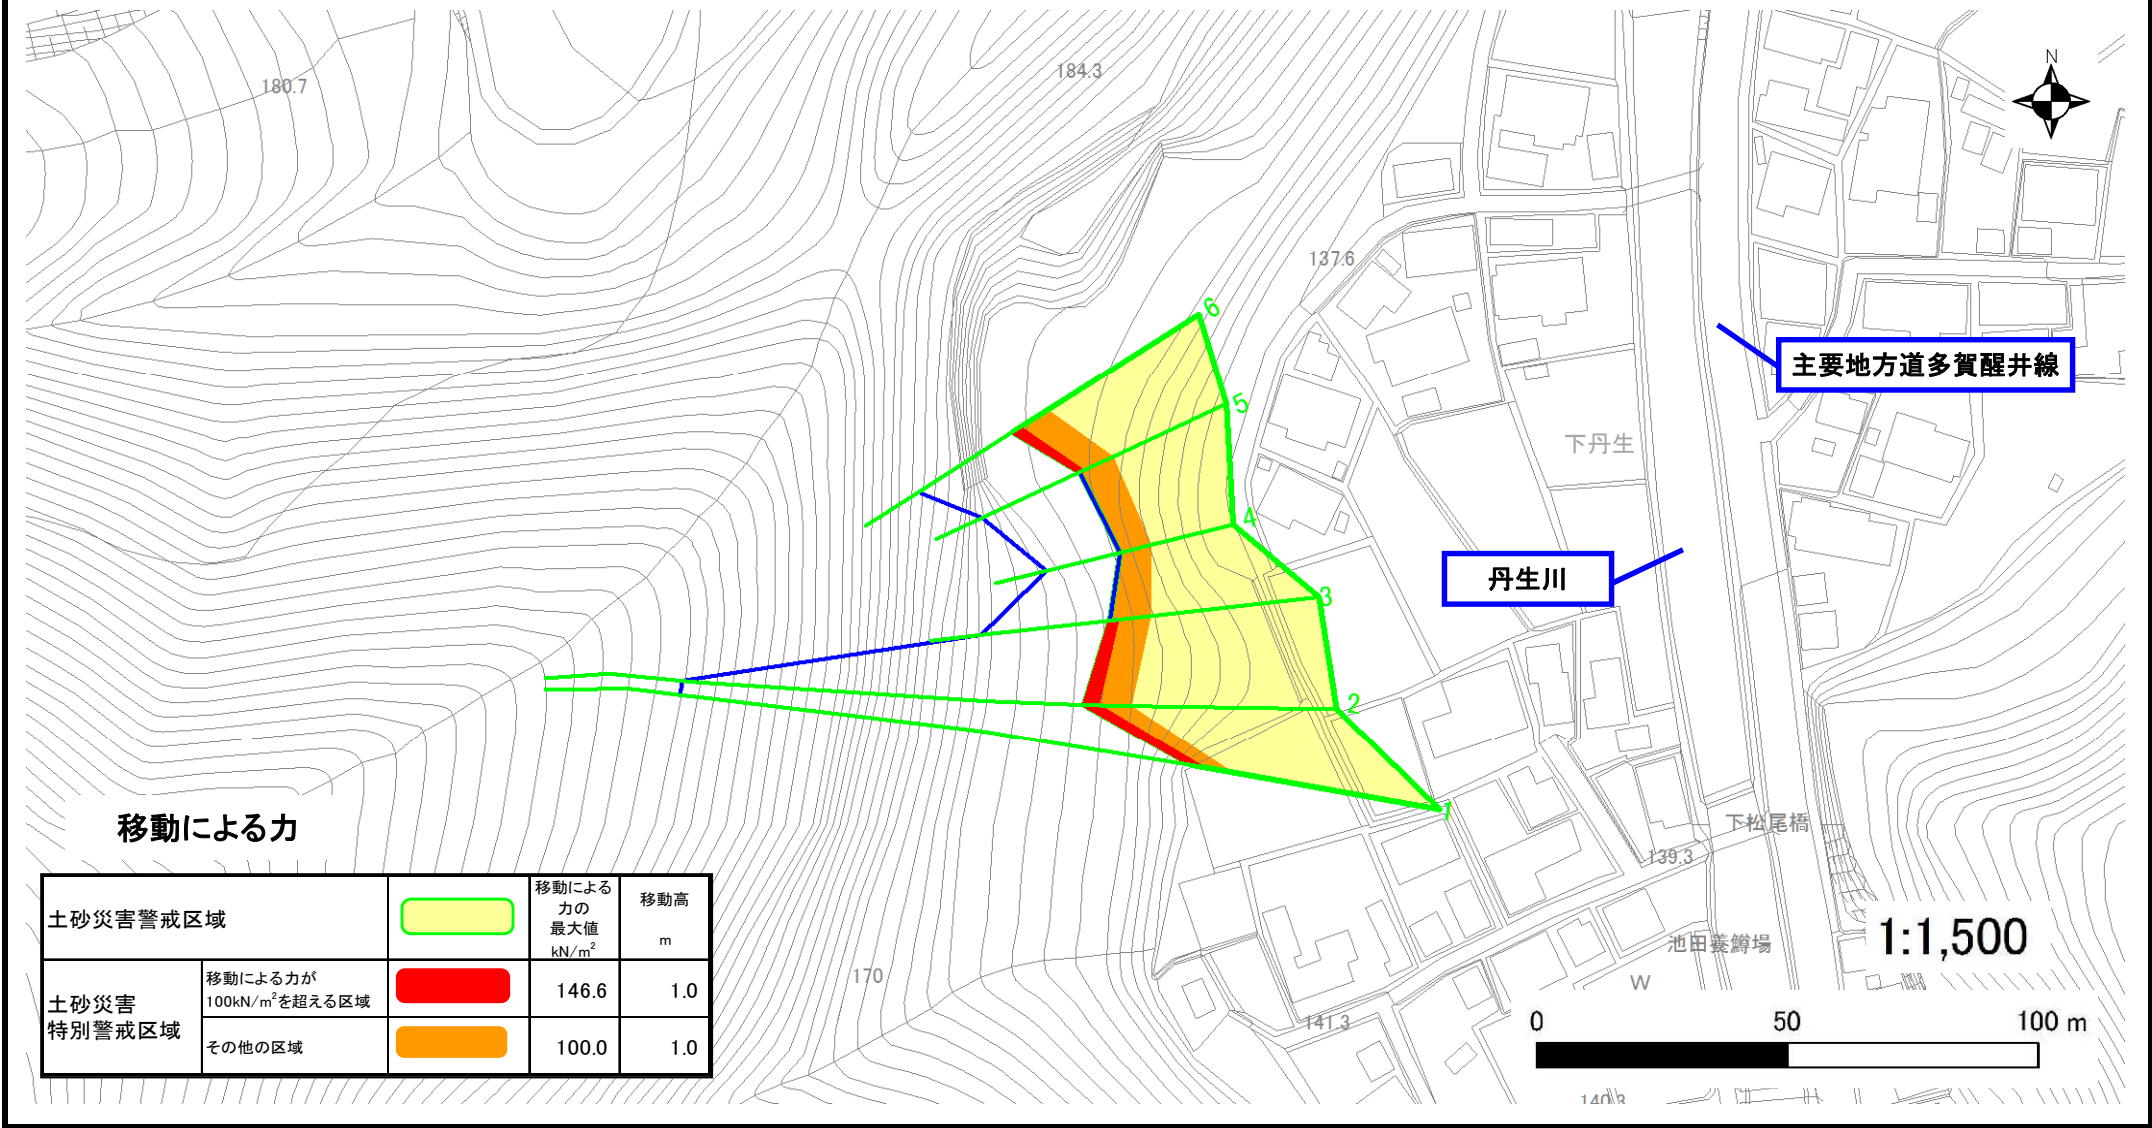 180.7
184.3
N
137.6
6
主要地方道多賀醒井線
5
下丹生
4
丹生川
3
2
1
下松尾橋
139.3
移動による力
移動による
力の
最大値
kN/m²
移動高
m
土砂災害警戒区域
土砂災害
特別警戒区域
移動による力が
100kN/m²を超える区域
146.6
1.0
その他の区域
100.0
1.0
170
池田養鱒場
W
141.3
1:1,500
0
50
100 m
140.3